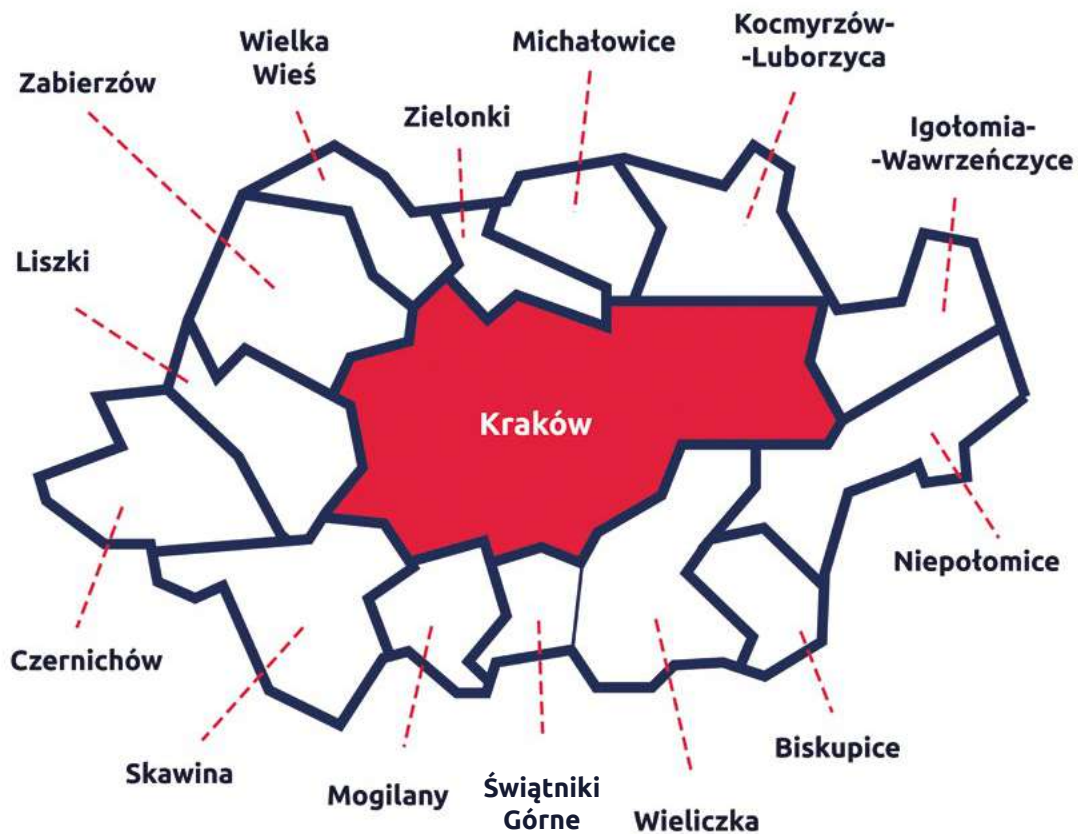 Kocmyrzów-
-Luborzyca
Wielka
Wieś
Michałowice
Zabierzów
Zielonki
Igołomia-
-Wawrzeńczyce
Liszki
Kraków
Niepołomice
Czernichów
Biskupice
Skawina
Mogilany
Świątniki
Górne
Wieliczka